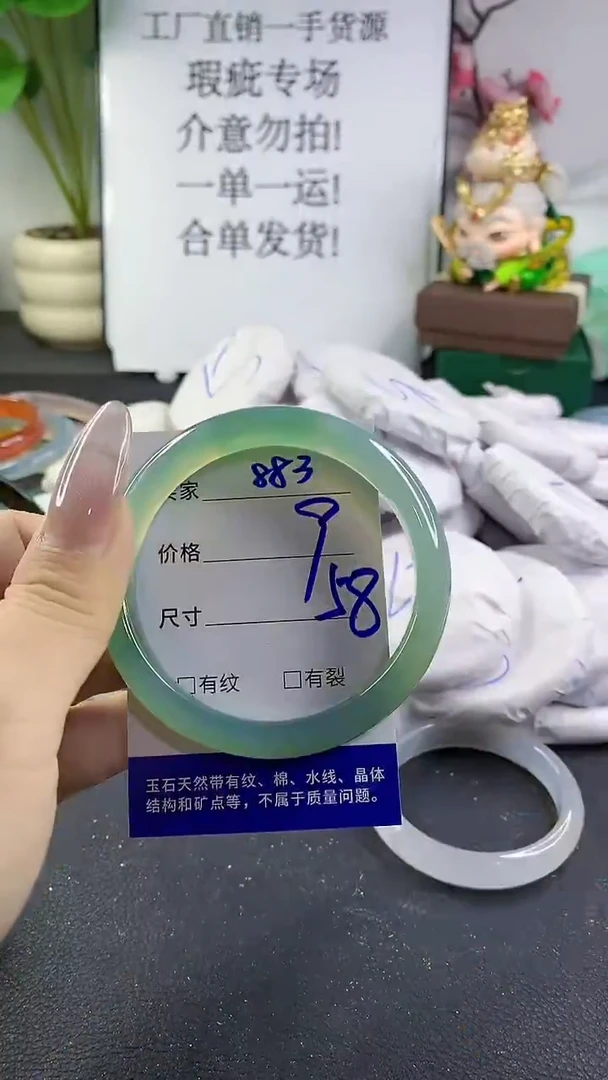 工厂直销一手货源
瑕疵专场
介意勿拍!
一单一运!
合单发货!
家 883
价格 9
尺寸 58
□有纹 □有裂
玉石天然带有纹、棉、水线、晶体
结构和矿点等，不属于质量问题。